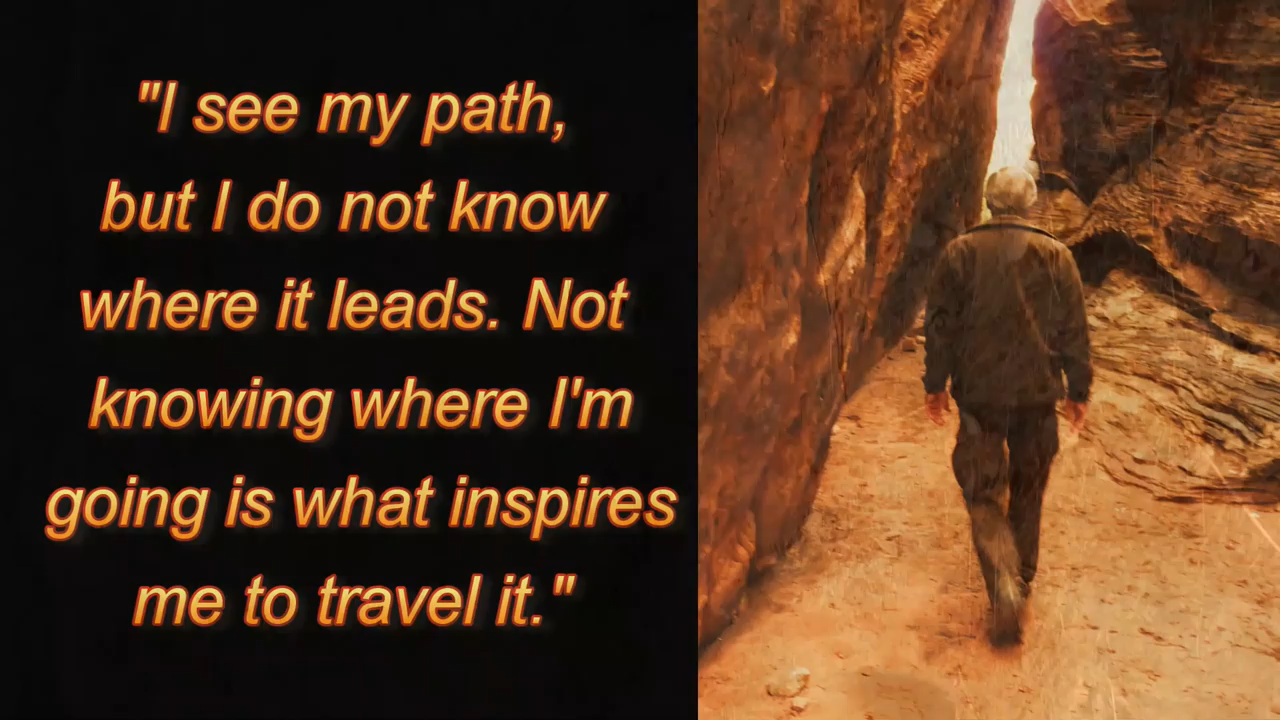 "I see my path,
but I do not know
where it leads. Not
knowing where I'm
going is what inspires
me to travel it."